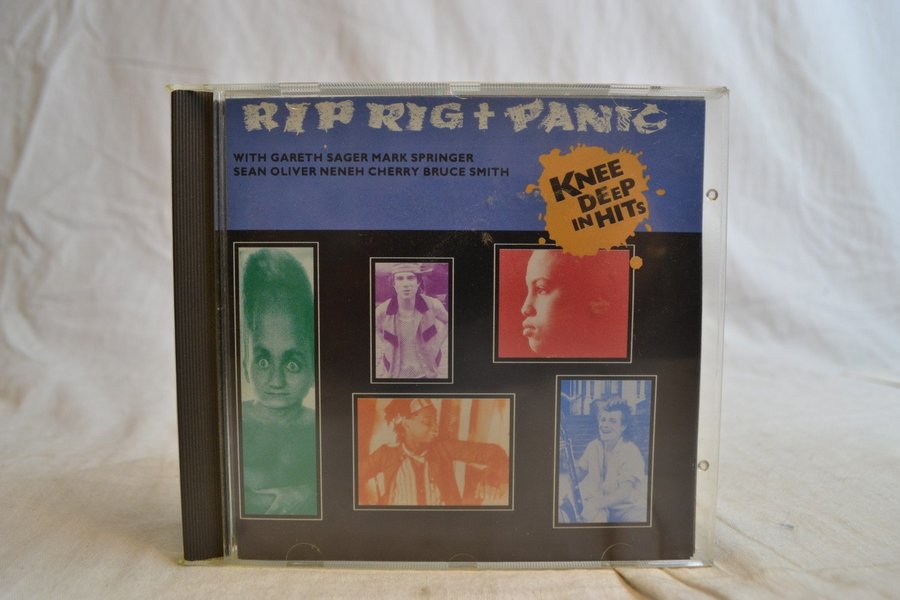 RIP RIG + PANIC
WITH GARETH SAGER MARK SPRINGER
SEAN OLIVER NENEH CHERRY BRUCE SMITH
KNEE
DEEP
IN HITS